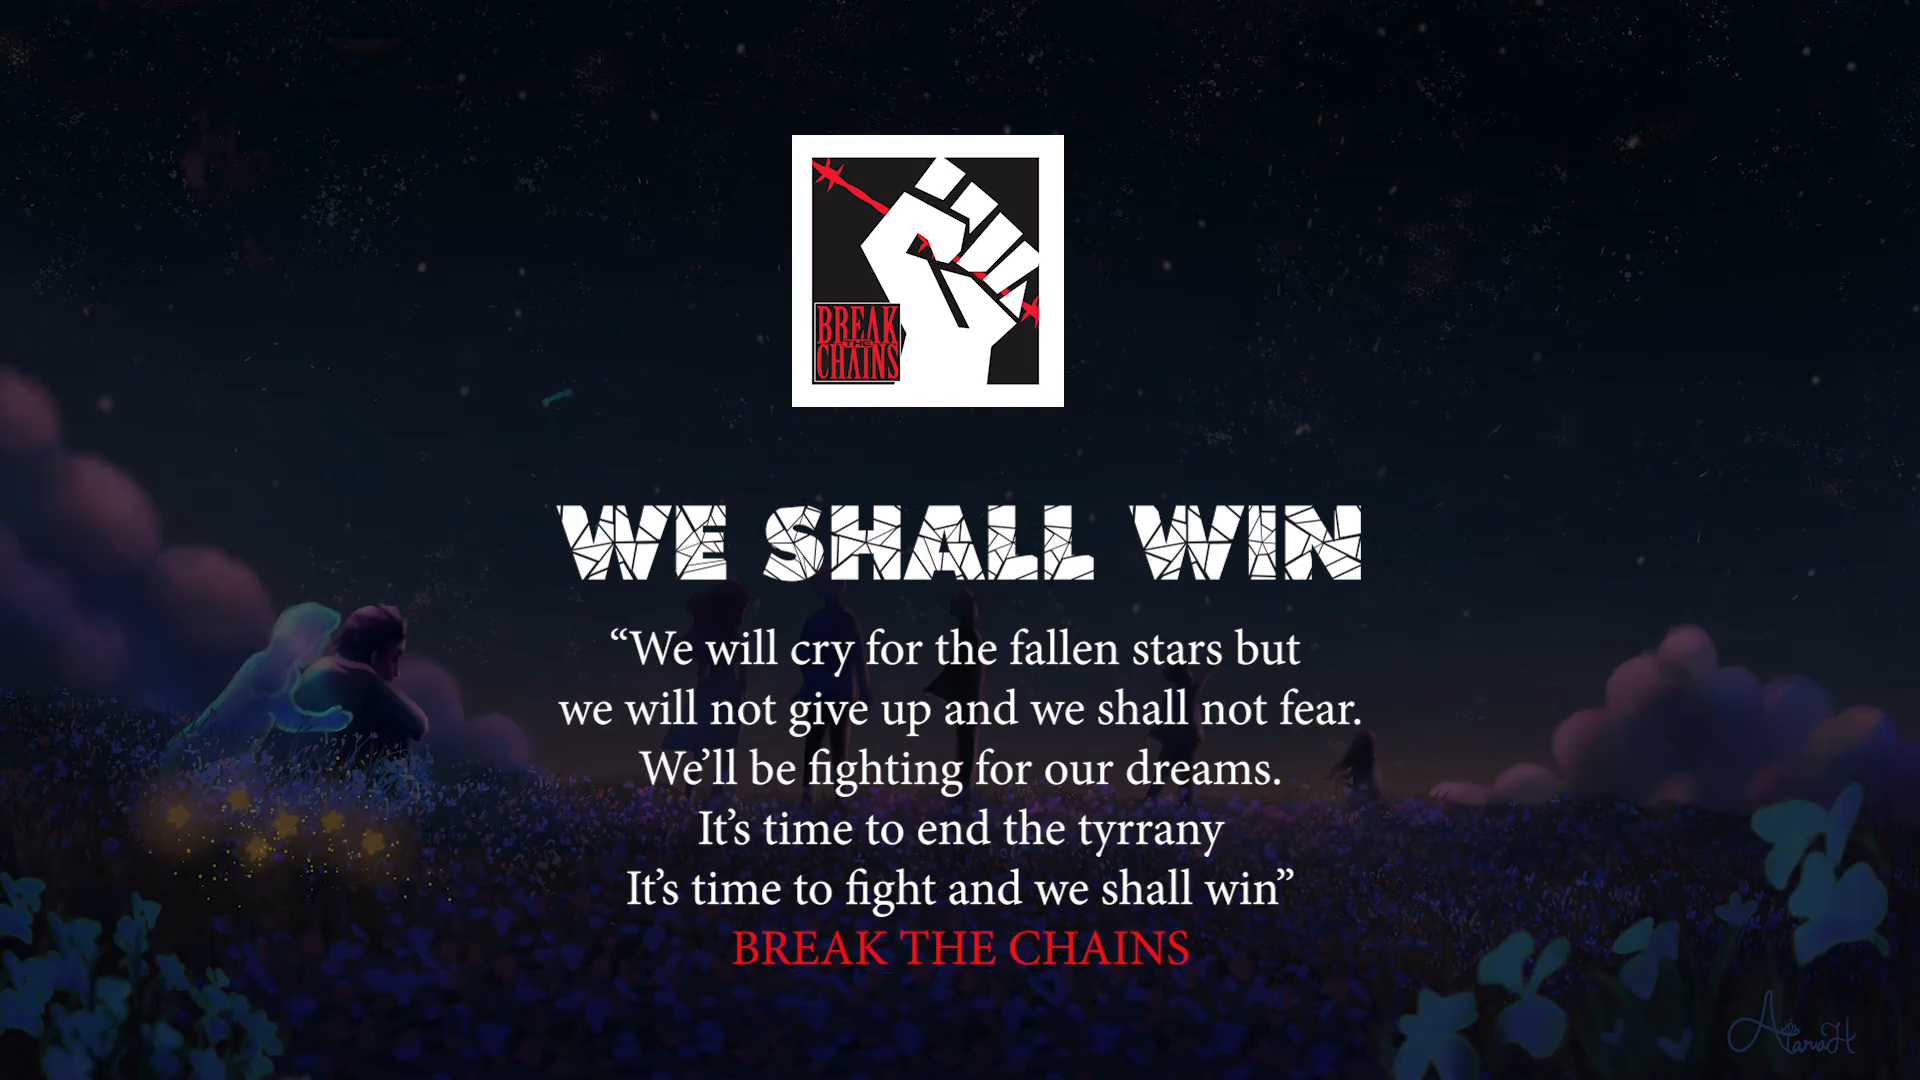 BREAK
THE
CHAINS
WE SHALL WIN
“We will cry for the fallen stars but
we will not give up and we shall not fear.
We’ll be fighting for our dreams.
It’s time to end the tyrrany
It’s time to fight and we shall win”
BREAK THE CHAINS